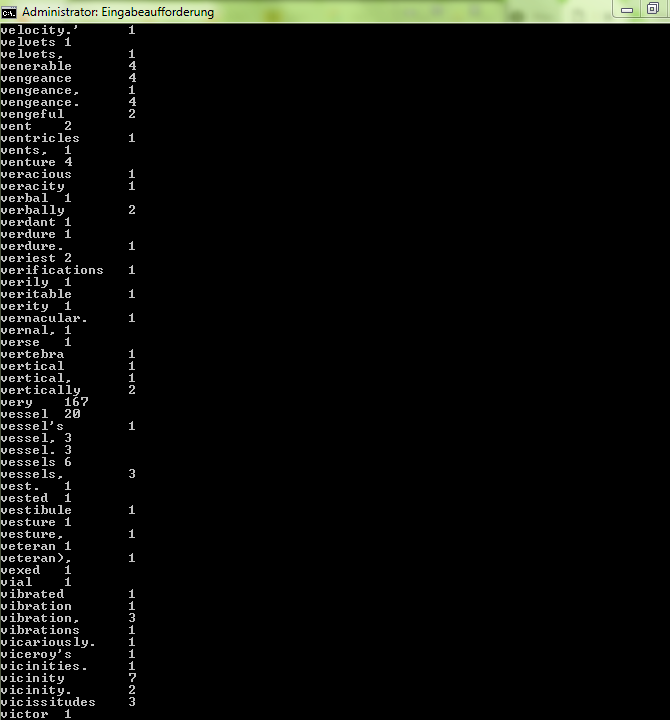 Administrator: Eingabeaufforderung
velocity.' 1
velvets 1
velvets, 1
venerable 4
vengeance 4
vengeance, 1
vengeance. 4
vengeful 2
vent 2
ventricles 1
vents, 1
venture 4
veracious 1
veracity 1
verbal 1
verbally 2
verdant 1
verdure 1
verdure. 1
veriest 2
verifications 1
verily 1
veritable 1
verity 1
vernacular. 1
vernal, 1
verse 1
vertebra 1
vertical 1
vertical, 1
vertically 2
very 167
vessel 20
vessel's 1
vessel, 3
vessel. 3
vessels 6
vessels, 3
vest. 1
vested 1
vestibule 1
vesture 1
vesture, 1
veteran 1
veteran), 1
vexed 1
vial 1
vibrated 1
vibration 1
vibration, 3
vibrations 1
vicariously. 1
viceroy's 1
vicinities. 1
vicinity 7
vicinity. 2
vicissitudes 3
victor 1